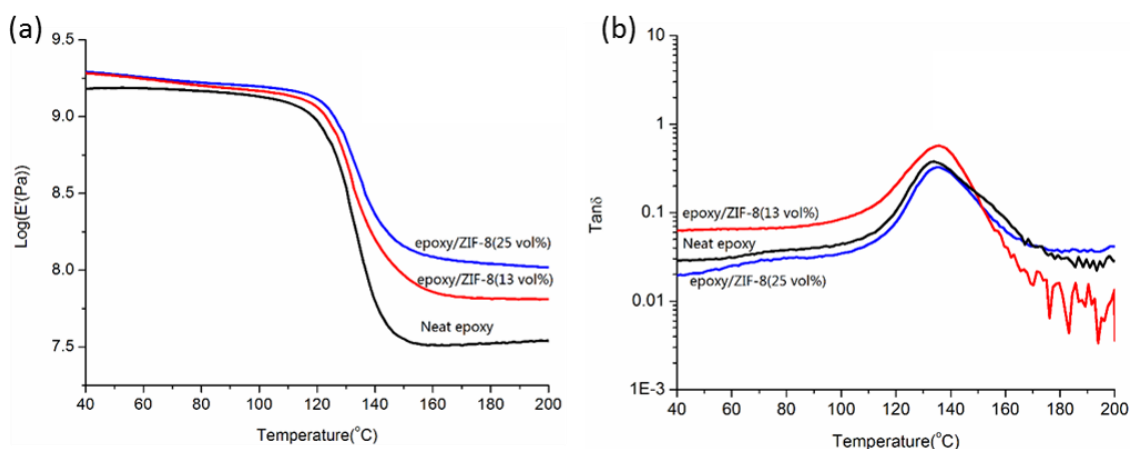 (a)
9.5
9.0
8.5
8.0
7.5
Log(E'(Pa))
epoxy/ZIF-8(25 vol%)
epoxy/ZIF-8(13 vol%)
Neat epoxy
40 60 80 100 120 140 160 180 200
Temperature(°C)
(b)
10
1
0.1
0.01
1E-3
Tanδ
epoxy/ZIF-8(13 vol%)
Neat epoxy
epoxy/ZIF-8(25 vol%)
40 60 80 100 120 140 160 180 200
Temperature(°C)